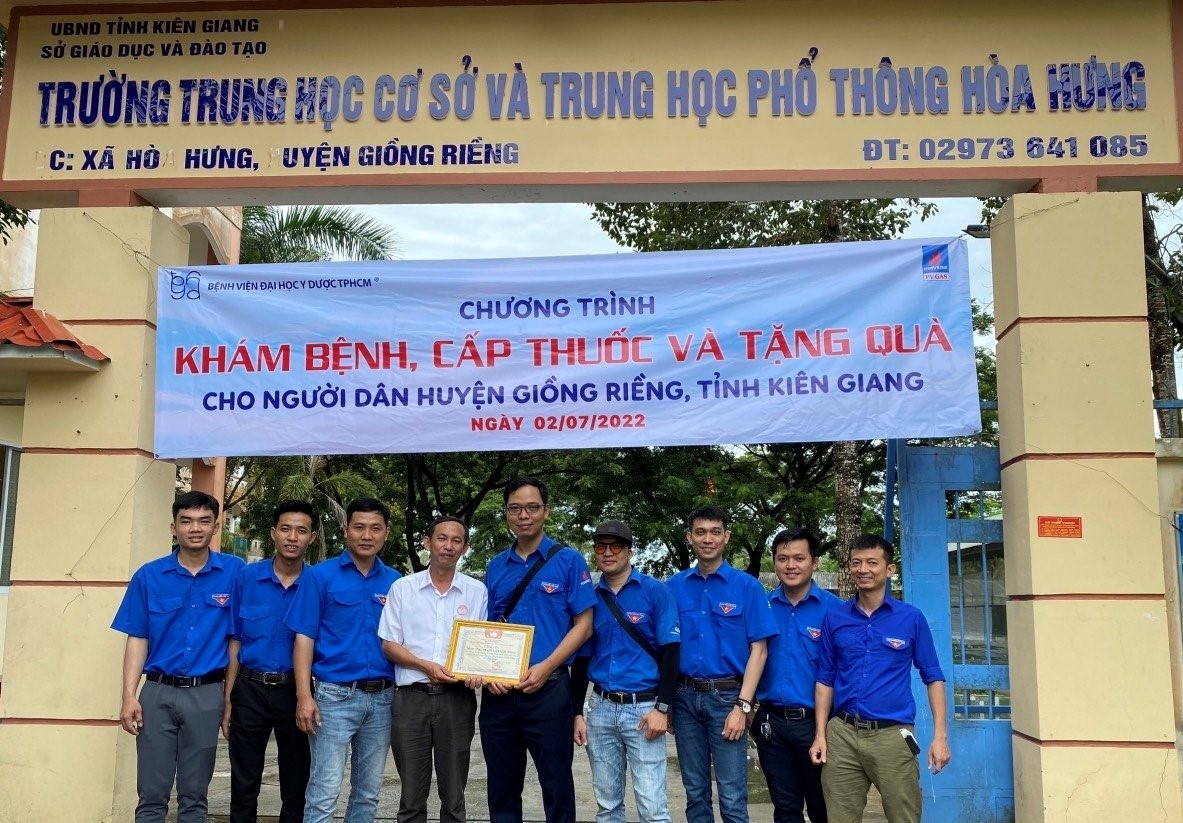 UBND TỈNH KIÊN GIANG
SỞ GIÁO DỤC VÀ ĐÀO TẠO
TRƯỜNG TRUNG HỌC CƠ SỞ VÀ TRUNG HỌC PHỔ THÔNG HÒA HƯNG
C: XÃ HÒA HƯNG, UYỆN GIỒNG RIỀNG
ĐT: 02973 641 085
BỆNH VIỆN ĐẠI HỌC Y DƯỢC TPHCM ®
PV GAS
CHƯƠNG TRÌNH
KHÁM BỆNH, CẤP THUỐC VÀ TẶNG QUÀ
CHO NGƯỜI DÂN HUYỆN GIỒNG RIỀNG, TỈNH KIÊN GIANG
NGÀY 02/07/2022